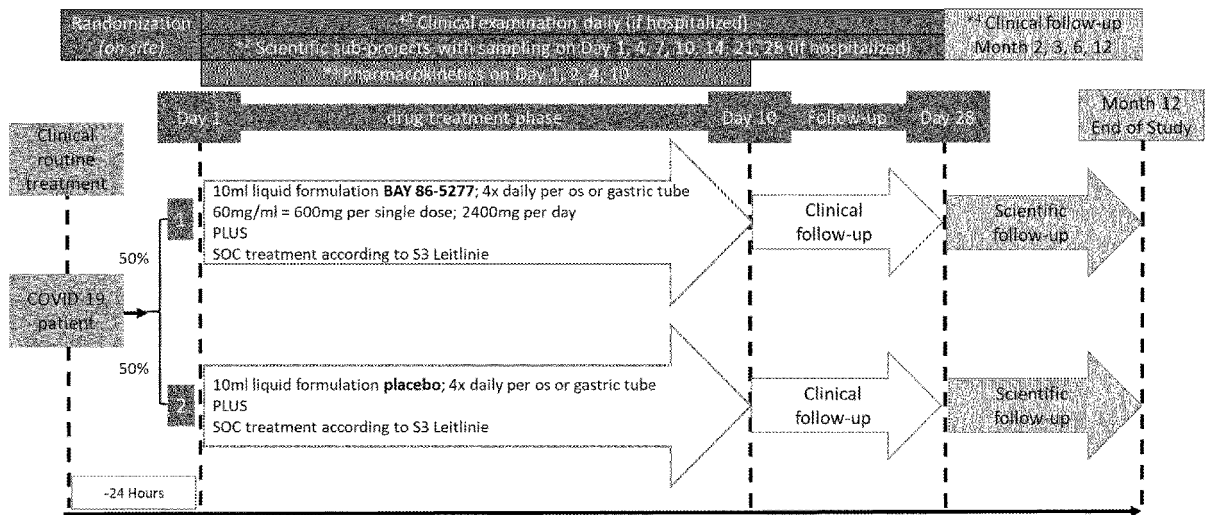 Randomization
(on site)
Clinical examination daily (if hospitalized)
Scientific sub-projects with sampling on Day 1, 4, 7, 10, 14, 21, 28 (if hospitalized)
Pharmacokinetics on Day 1, 2, 4, 10
Clinical follow-up
Month 2, 3, 6, 12
Day 1
drug treatment phase
Day 10
Follow-up
Day 28
Month 12
End of Study
Clinical
routine
treatment
COVID-19
patient
50%
50%
1
10ml liquid formulation BAY 86-5277; 4x daily per os or gastric tube
60mg/ml = 600mg per single dose; 2400mg per day
PLUS
SOC treatment according to S3 Leitlinie
Clinical
follow-up
Scientific
follow-up
2
10ml liquid formulation placebo; 4x daily per os or gastric tube
PLUS
SOC treatment according to S3 Leitlinie
Clinical
follow-up
Scientific
follow-up
-24 Hours